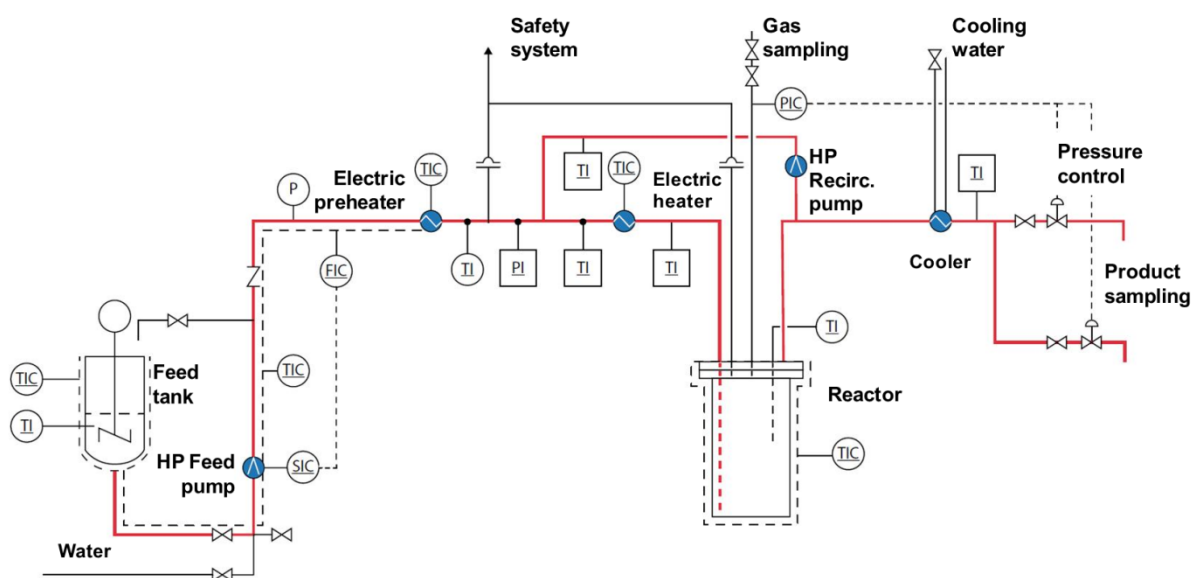 Safety
system
Gas
sampling
Cooling
water
PIC
P
Electric
preheater
TIC
TI
TIC
Electric
heater
HP
Recirc.
pump
TI
Pressure
control
FIC
TI
PI
TI
TI
Cooler
Product
sampling
TI
TIC
Feed
tank
TIC
TI
Reactor
HP Feed
pump
SIC
TIC
Water